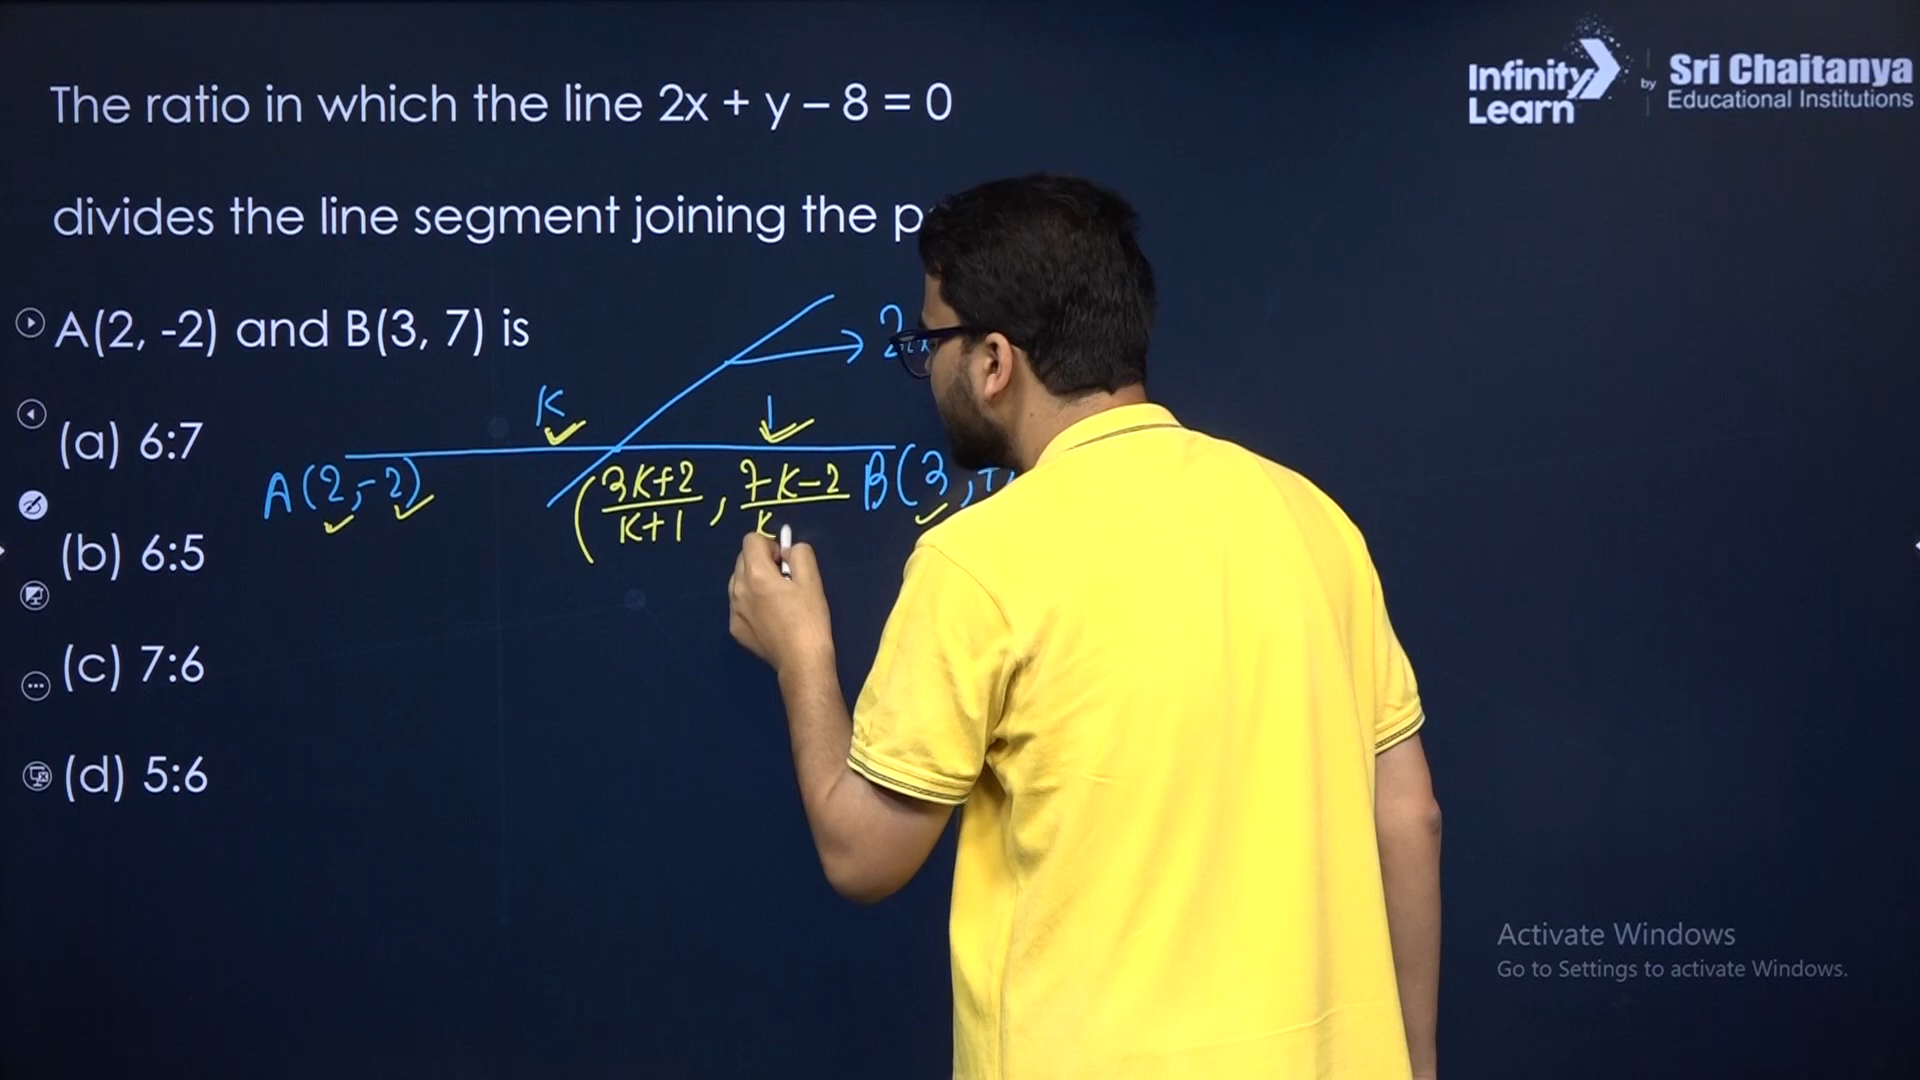 The ratio in which the line 2x + y – 8 = 0
divides the line segment joining the
A(2, -2) and B(3, 7) is
(a) 6:7
(b) 6:5
(c) 7:6
(d) 5:6
K
1
2
A(2,-2)
(3K+2/K+1, 7K-2/K
B(3,
Infinity Learn
by
Sri Chaitanya
Educational Institutions
Activate Windows
Go to Settings to activate Windows.